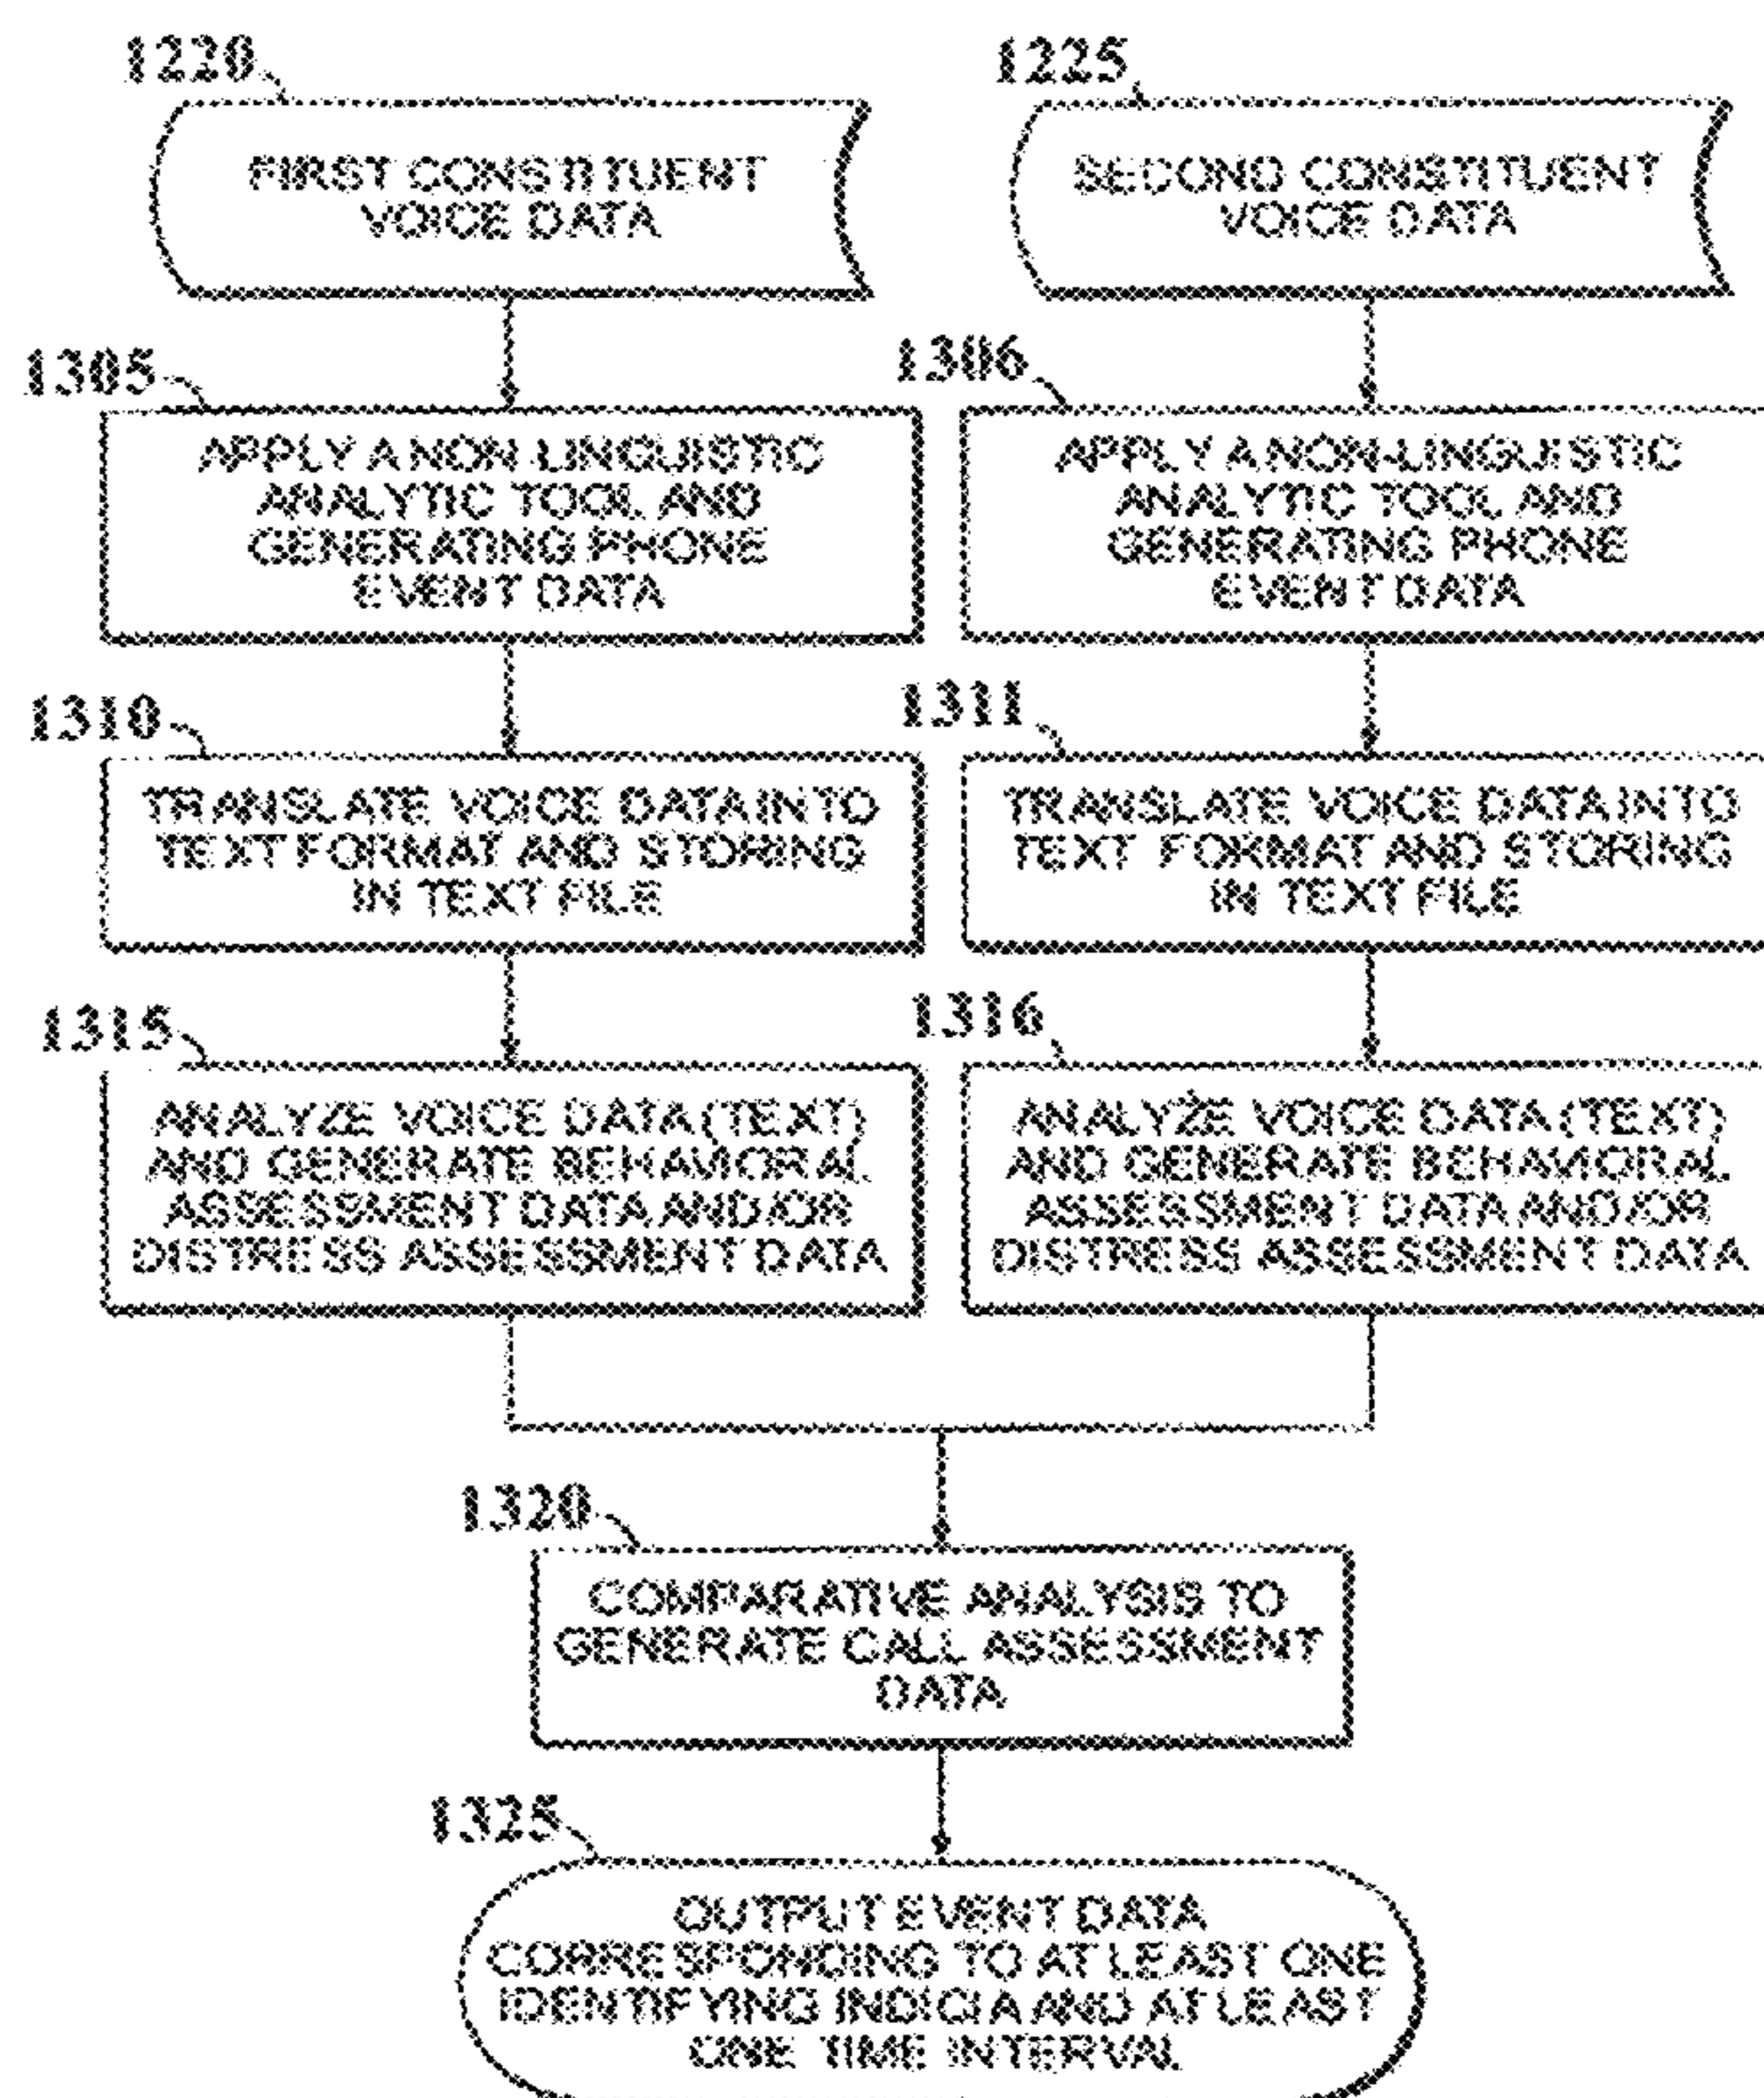 1220
FIRST CONSTITUENT
VOICE DATA
1305
APPLY A NON-LINGUISTIC
ANALYTIC TOOL AND
GENERATING PHONE
EVENT DATA
1310
TRANSLATE VOICE DATA INTO
TEXT FORMAT AND STORING
IN TEXT FILE
1315
ANALYZE VOICE DATA (TEXT)
AND GENERATE BEHAVIORAL
ASSESSMENT DATA AND/OR
DISTRESS ASSESSMENT DATA
1225
SECOND CONSTITUENT
VOICE DATA
1306
APPLY A NON-LINGUISTIC
ANALYTIC TOOL AND
GENERATING PHONE
EVENT DATA
1311
TRANSLATE VOICE DATA INTO
TEXT FORMAT AND STORING
IN TEXT FILE
1316
ANALYZE VOICE DATA (TEXT)
AND GENERATE BEHAVIORAL
ASSESSMENT DATA AND/OR
DISTRESS ASSESSMENT DATA
1320
COMPARATIVE ANALYSIS TO
GENERATE CALL ASSESSMENT
DATA
1325
OUTPUT EVENT DATA
CORRESPONDING TO AT LEAST ONE
IDENTIFYING INDICIA AND AT LEAST
ONE TIME INTERVAL